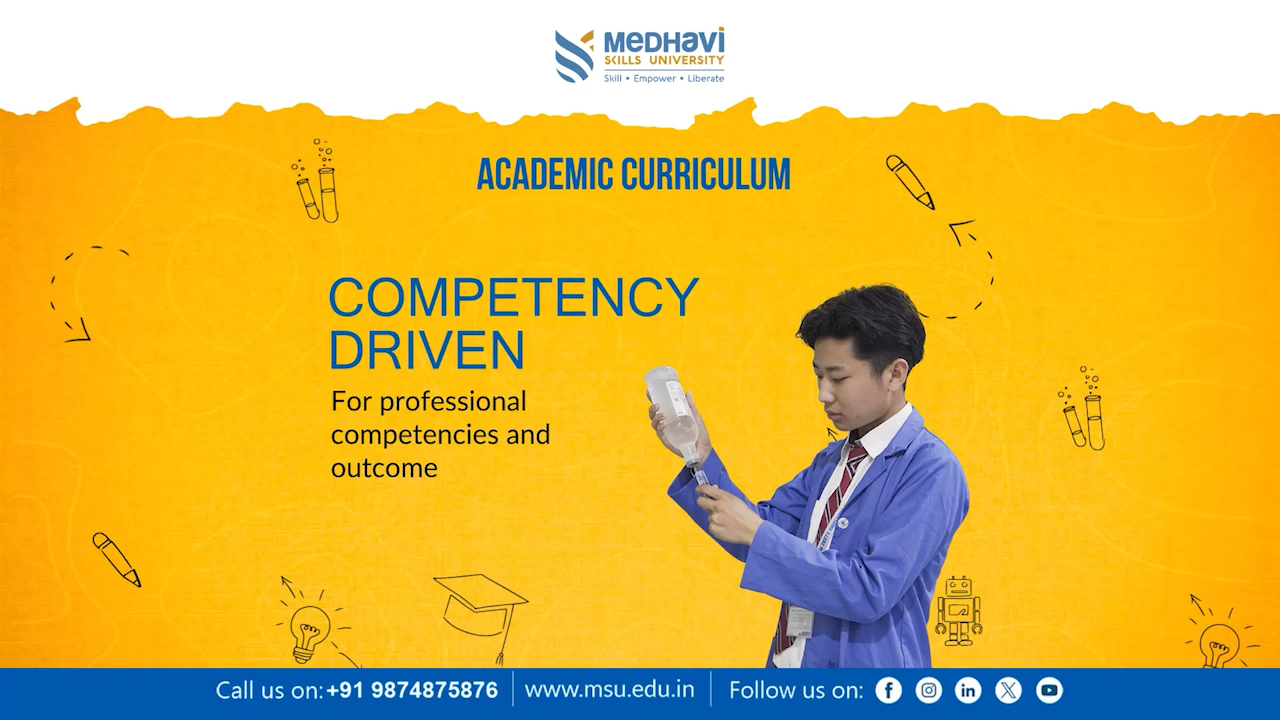 MEDHAVI
SKILLS UNIVERSITY
Skill • Empower • Liberate
ACADEMIC CURRICULUM
COMPETENCY
DRIVEN
For professional
competencies and
outcome
Call us on: +91 9874875876
www.msu.edu.in
Follow us on: